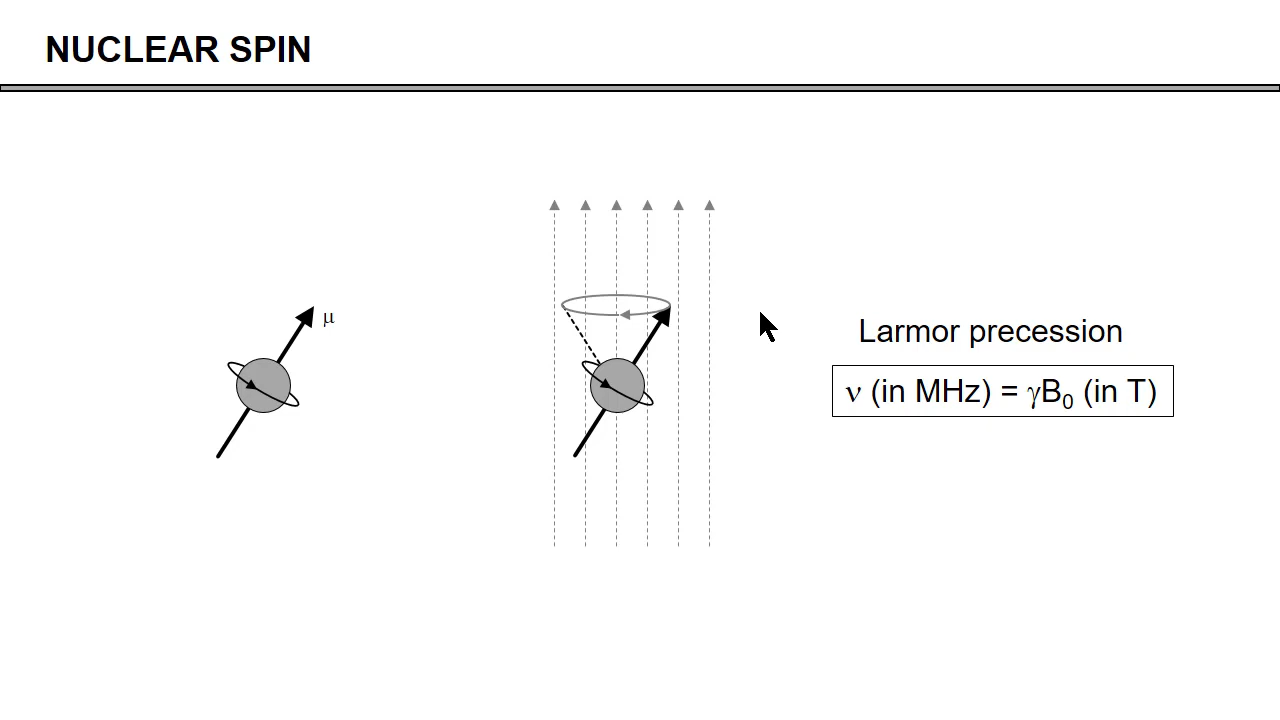 NUCLEAR SPIN
μ
Larmor precession
ν (in MHz) = γB₀ (in T)